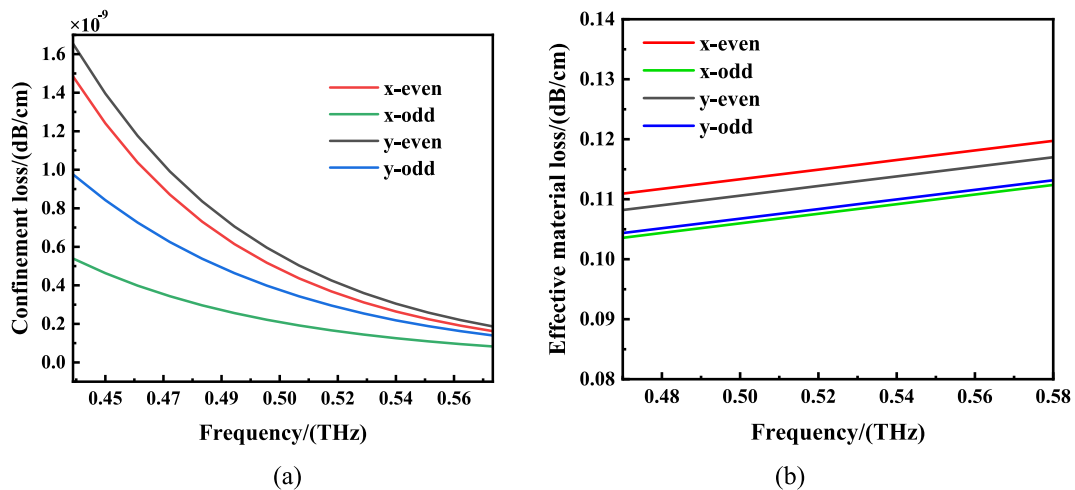 ×10⁻⁹
1.6
1.4
1.2
1.0
0.8
0.6
0.4
0.2
0.0
Confinement loss/(dB/cm)
x-even
x-odd
y-even
y-odd
0.45 0.47 0.49 0.50 0.52 0.54 0.56
Frequency/(THz)
(a)
0.14
0.13
0.12
0.11
0.10
0.09
0.08
Effective material loss/(dB/cm)
x-even
x-odd
y-even
y-odd
0.48 0.50 0.52 0.54 0.56 0.58
Frequency/(THz)
(b)